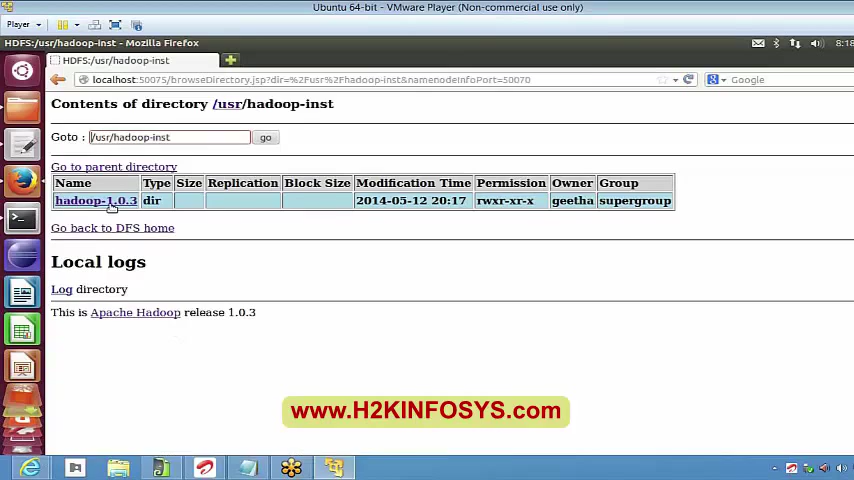 Ubuntu 64-bit - VMware Player (Non-commercial use only)
Player
HDFS:/usr/hadoop-inst - Mozilla Firefox
8:18
HDFS:/usr/hadoop-inst
localhost:50075/browseDirectory.jsp?dir=%2Fusr%2Fhadoop-inst&namenodeInfoPort=50070
Google
Contents of directory /usr/hadoop-inst
Goto : /usr/hadoop-inst go
Go to parent directory
Name Type Size Replication Block Size Modification Time Permission Owner Group
hadoop-1.0.3 dir 2014-05-12 20:17 rwxr-xr-x geetha supergroup
Go back to DFS home
Local logs
Log directory
This is Apache Hadoop release 1.0.3
www.H2KINFOSYS.com